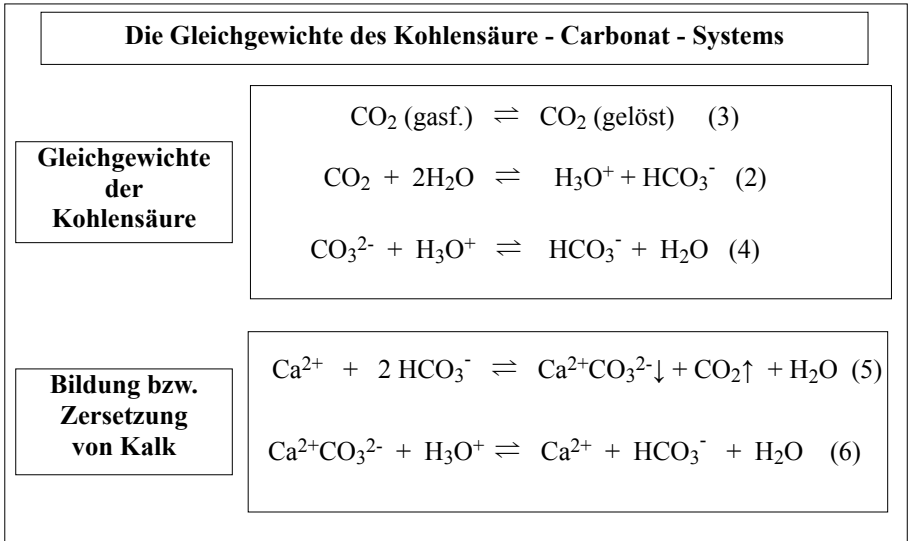 Die Gleichgewichte des Kohlensäure - Carbonat - Systems
Gleichgewichte
der
Kohlensäure
CO₂ (gasf.) ⇌ CO₂ (gelöst) (3)
CO₂ + 2H₂O ⇌ H₃O⁺ + HCO₃⁻ (2)
CO₃²⁻ + H₃O⁺ ⇌ HCO₃⁻ + H₂O (4)
Bildung bzw.
Zersetzung
von Kalk
Ca²⁺ + 2 HCO₃⁻ ⇌ Ca²⁺CO₃²⁻↓ + CO₂↑ + H₂O (5)
Ca²⁺CO₃²⁻ + H₃O⁺ ⇌ Ca²⁺ + HCO₃⁻ + H₂O (6)